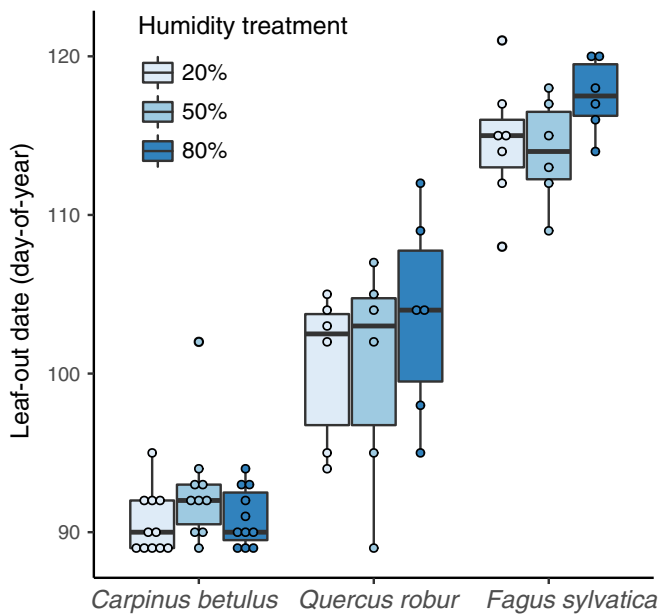 Humidity treatment
20%
50%
80%
Leaf-out date (day-of-year)
120
110
100
90
Carpinus betulus Quercus robur Fagus sylvatica